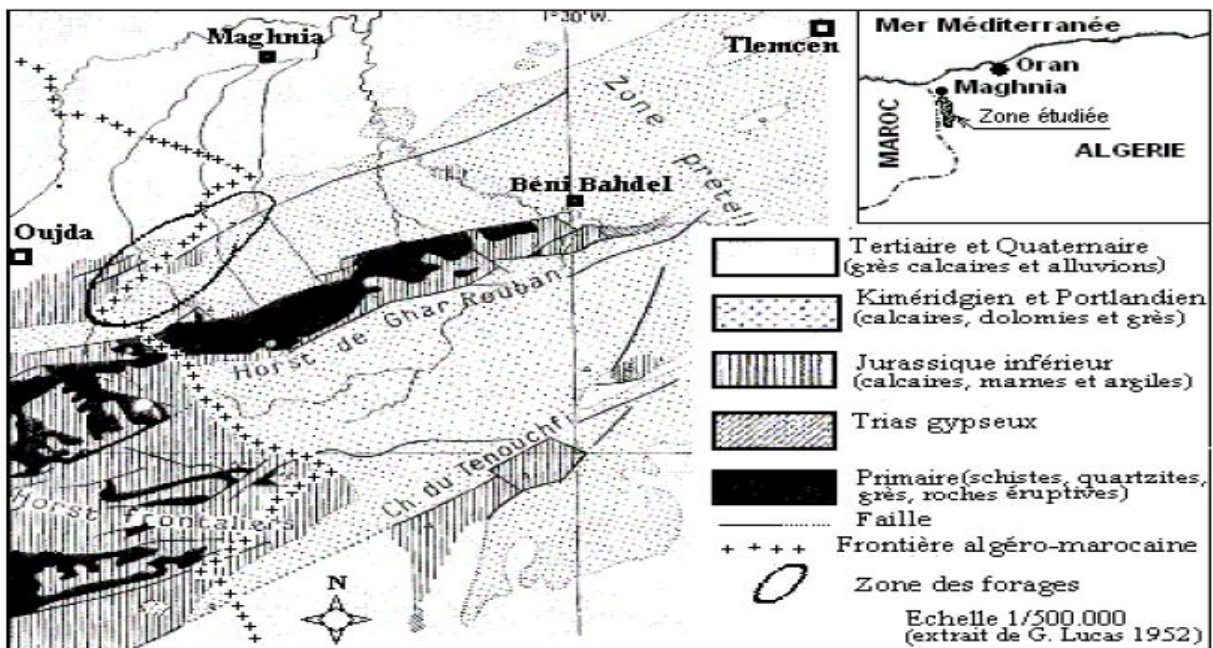 1°30' W.
Maghnia
Tlemcen
Zone prétell
Béni Bahdel
Oujda
Horst de Ghar Rouban
Ch. du Tenouchfi
Horst frontaliers
N
Mer Méditerranée
Oran
Maghnia
Zone étudiée
MAROC
ALGERIE
Tertiaire et Quaternaire
(grès calcaires et alluvions)
Kiméridgien et Portlandien
(calcaires, dolomies et grès)
Jurassique inférieur
(calcaires, marnes et argiles)
Trias gypseux
Primaire(schistes, quartzites,
grès, roches éruptives)
Faille
Frontière algéro-marocaine
Zone des forages
Echelle 1/500.000
(extrait de G. Lucas 1952)